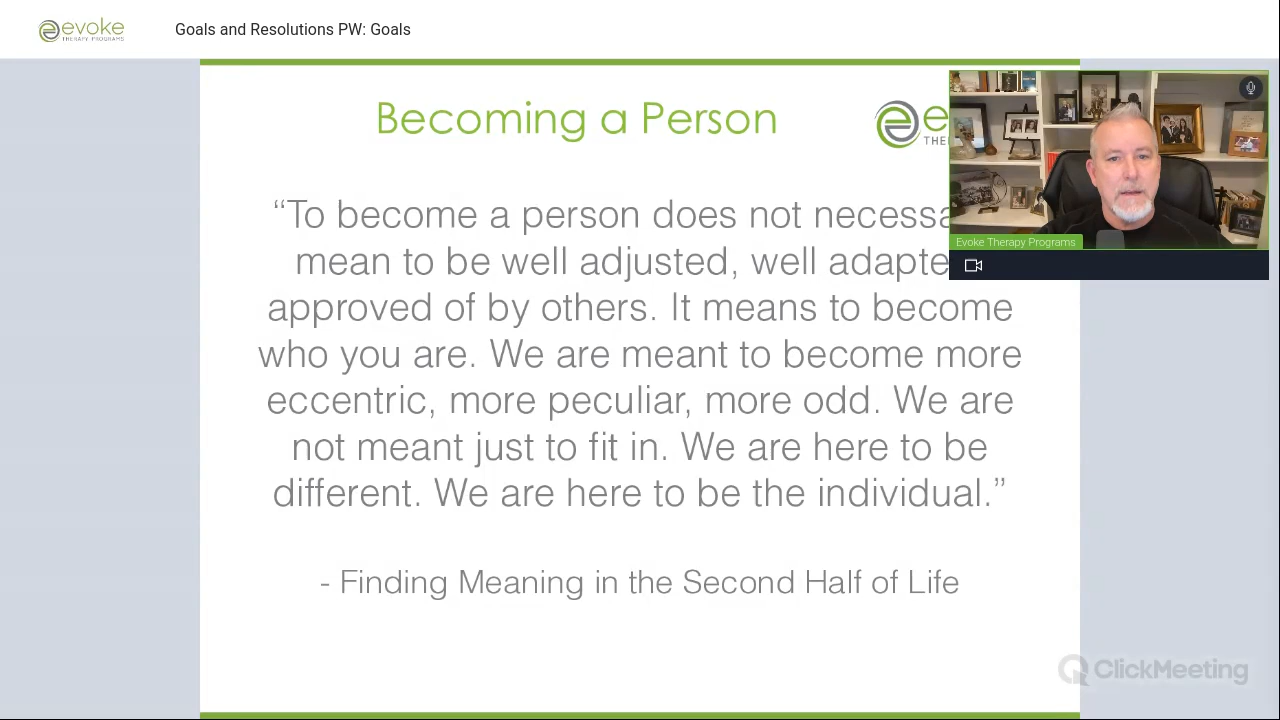 evoke
THERAPY PROGRAMS
Goals and Resolutions PW: Goals
Becoming a Person
e
THE
“To become a person does not
mean to be well adjusted, well
approved of by others. It means to become
who you are. We are meant to become more
eccentric, more peculiar, more odd. We are
not meant just to fit in. We are here to be
different. We are here to be the individual.”
- Finding Meaning in the Second Half of Life
Evoke Therapy Programs
ClickMeeting